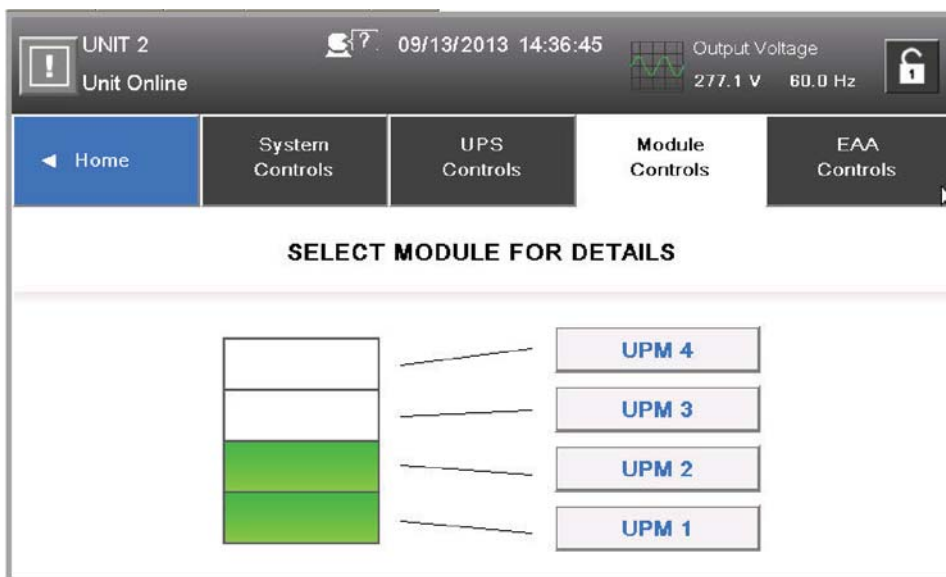 UNIT 2
Unit Online
!
?
09/13/2013 14:36:45
Output Voltage
277.1 V 60.0 Hz
1
◄ Home
System
Controls
UPS
Controls
Module
Controls
EAA
Controls
SELECT MODULE FOR DETAILS
UPM 4
UPM 3
UPM 2
UPM 1